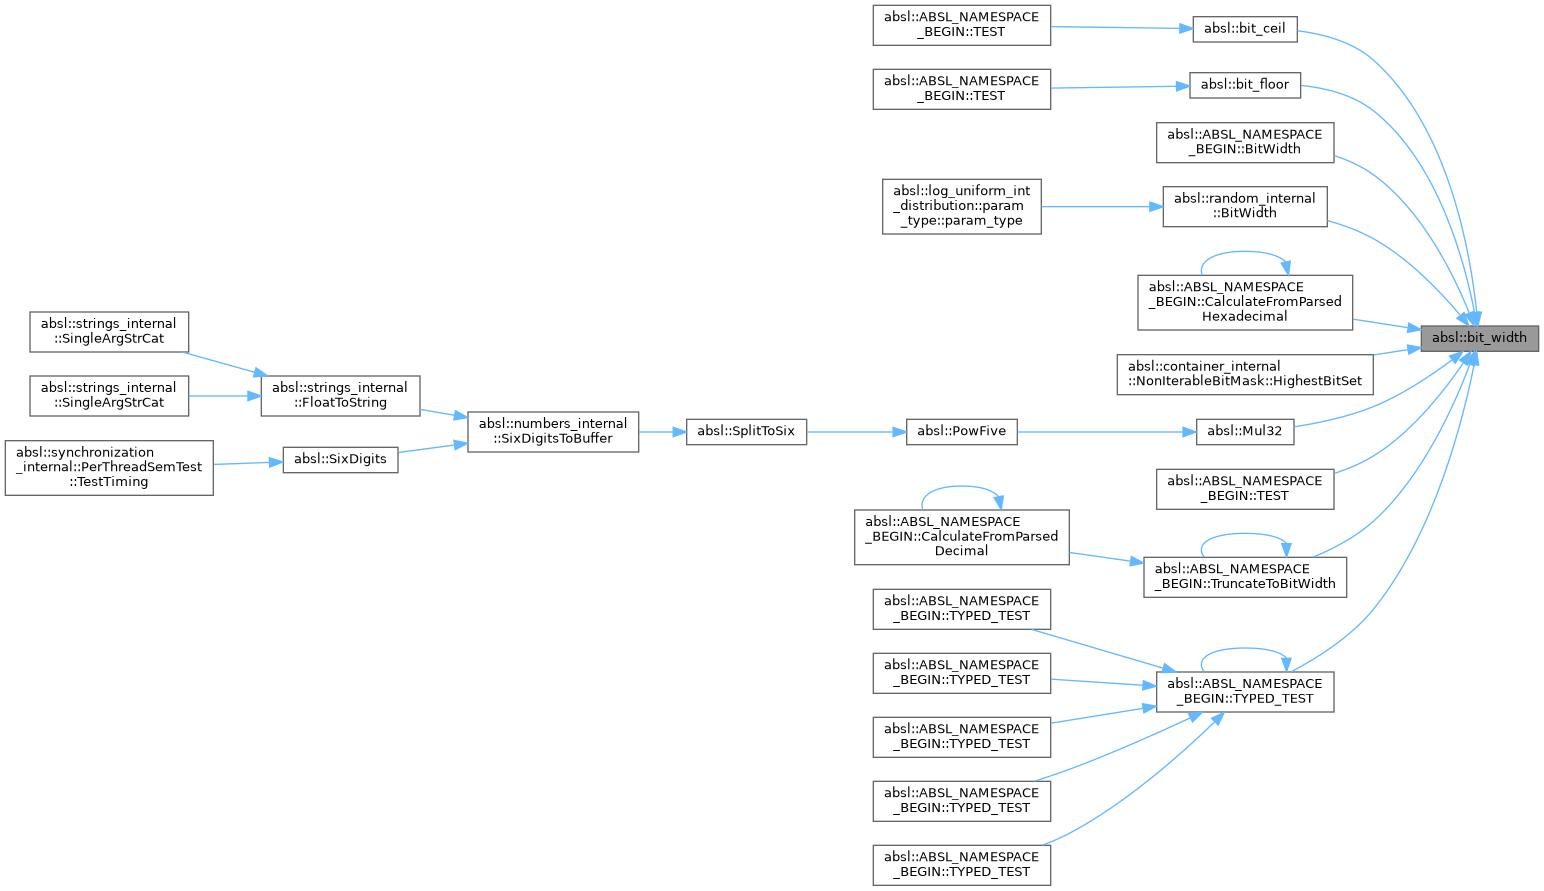 absl::ABSL_NAMESPACE
_BEGIN::TEST
absl::bit_ceil
absl::ABSL_NAMESPACE
_BEGIN::TEST
absl::bit_floor
absl::ABSL_NAMESPACE
_BEGIN::BitWidth
absl::log_uniform_int
_distribution::param
_type::param_type
absl::random_internal
::BitWidth
absl::ABSL_NAMESPACE
_BEGIN::CalculateFromParsed
Hexadecimal
absl::bit_width
absl::strings_internal
::SingleArgStrCat
absl::container_internal
::NonIterableBitMask::HighestBitSet
absl::strings_internal
::SingleArgStrCat
absl::strings_internal
::FloatToString
absl::numbers_internal
::SixDigitsToBuffer
absl::SplitToSix
absl::PowFive
absl::Mul32
absl::synchronization
_internal::PerThreadSemTest
::TestTiming
absl::SixDigits
absl::ABSL_NAMESPACE
_BEGIN::TEST
absl::ABSL_NAMESPACE
_BEGIN::CalculateFromParsed
Decimal
absl::ABSL_NAMESPACE
_BEGIN::TruncateToBitWidth
absl::ABSL_NAMESPACE
_BEGIN::TYPED_TEST
absl::ABSL_NAMESPACE
_BEGIN::TYPED_TEST
absl::ABSL_NAMESPACE
_BEGIN::TYPED_TEST
absl::ABSL_NAMESPACE
_BEGIN::TYPED_TEST
absl::ABSL_NAMESPACE
_BEGIN::TYPED_TEST
absl::ABSL_NAMESPACE
_BEGIN::TYPED_TEST